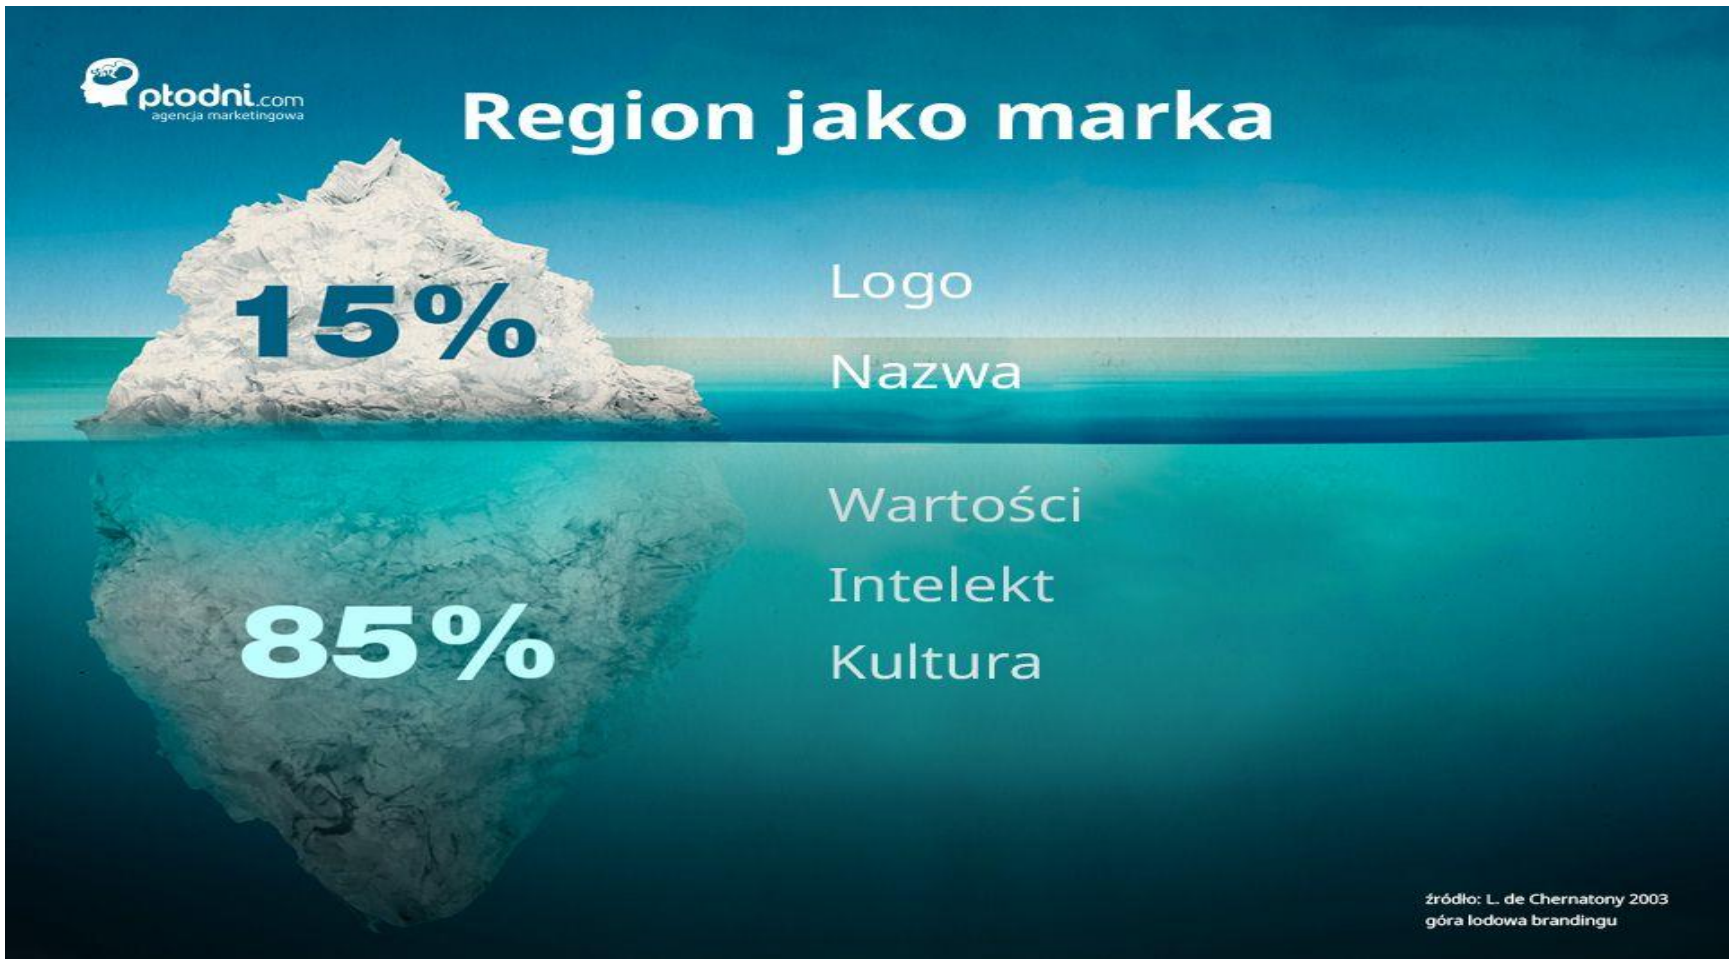 ptodni.com
agencja marketingowa
Region jako marka
15%
Logo
Nazwa
Wartości
Intelekt
85%
Kultura
źródło: L. de Chernatony 2003
góra lodowa brandingu